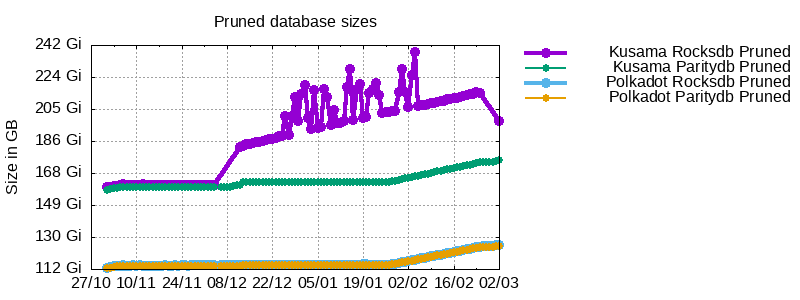 Pruned database sizes
Size in GB
242 Gi
224 Gi
205 Gi
186 Gi
168 Gi
149 Gi
130 Gi
112 Gi
27/10 10/11 24/11 08/12 22/12 05/01 19/01 02/02 16/02 02/03
Kusama Rocksdb Pruned
Kusama Paritydb Pruned
Polkadot Rocksdb Pruned
Polkadot Paritydb Pruned